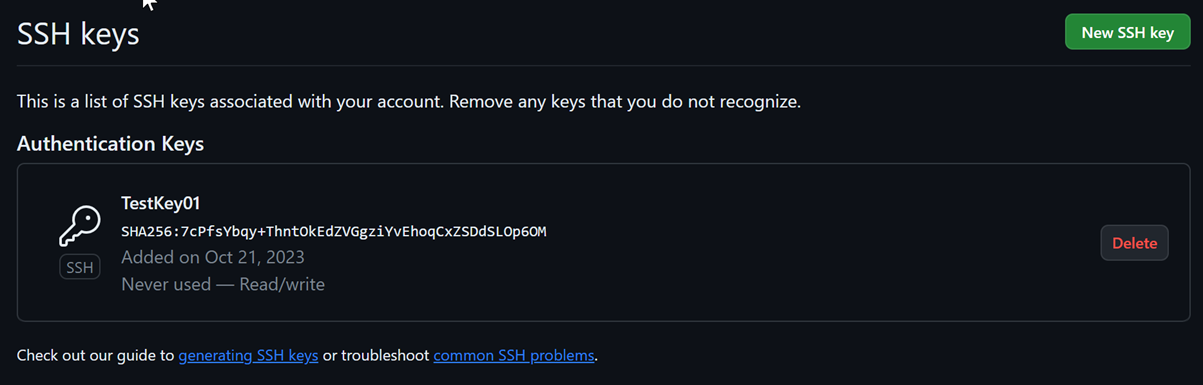 SSH keys
New SSH key
This is a list of SSH keys associated with your account. Remove any keys that you do not recognize.
Authentication Keys
TestKey01
SHA256:7cPfsYbqy+ThntOkEdZVGgziYvEhoqCxZSDdSLOp6OM
Added on Oct 21, 2023
Never used — Read/write
SSH
Delete
Check out our guide to generating SSH keys or troubleshoot common SSH problems.